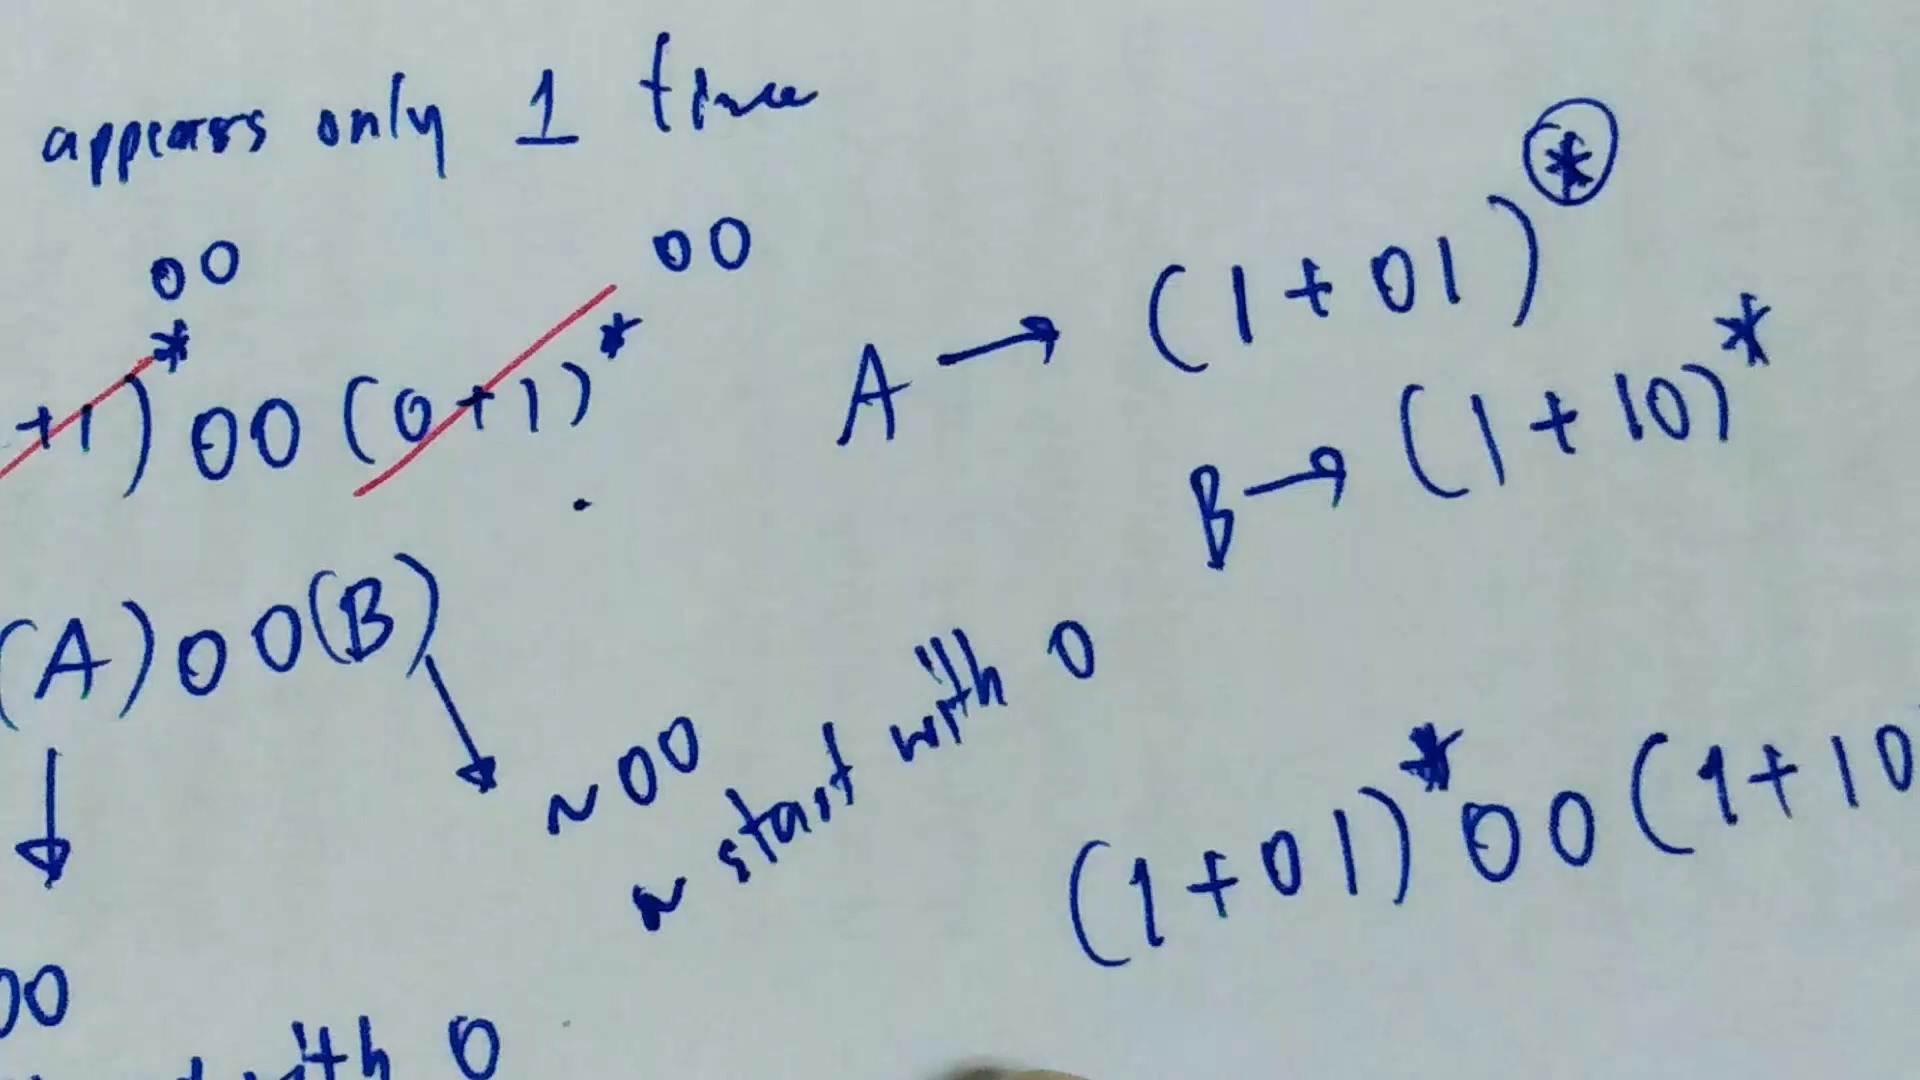 appears only 1 time
00 00
+1)* 00 (0+1)*
A → (1+01)*
B → (1+10)*
(A) 00 (B)
~00
~ start with 0
(1+01)* 00 (1+10
00
with 0